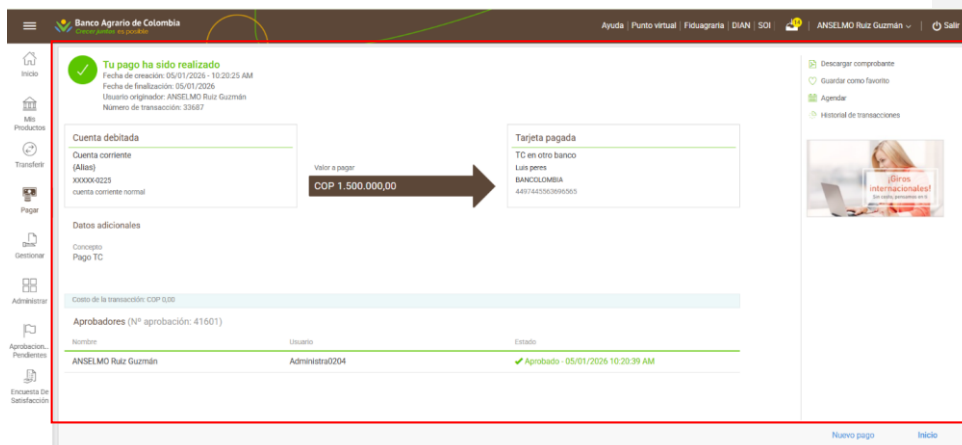 Banco Agrario de Colombia
Crecer juntos es posible
Ayuda | Punto virtual | Fiduagraria | DIAN | SOI | ANSELMO Ruiz Guzmán | Salir
Inicio
Mis
Productos
Transferir
Pagar
Gestionar
Administrar
Aprobacion...
Pendientes
Encuesta De
Satisfacción
Tu pago ha sido realizado
Fecha de creación: 05/01/2026 - 10:20:25 AM
Fecha de finalización: 05/01/2026
Usuario originador: ANSELMO Ruiz Guzmán
Número de transacción: 33687
Cuenta debitada
Cuenta corriente
{Alias}
XXXXX-0225
cuenta corriente normal
Valor a pagar
COP 1.500.000,00
Tarjeta pagada
TC en otro banco
Luis peres
BANCOLOMBIA
4497445563696565
Datos adicionales
Concepto
Pago TC
Costo de la transacción: COP 0,00
Aprobadores (Nº aprobación: 41601)
Nombre Usuario Estado
ANSELMO Ruiz Guzmán Administra0204 Aprobado - 05/01/2026 10:20:39 AM
Descargar comprobante
Guardar como favorito
Agendar
Historial de transacciones
¡Giros
internacionales!
Nuevo pago Inicio